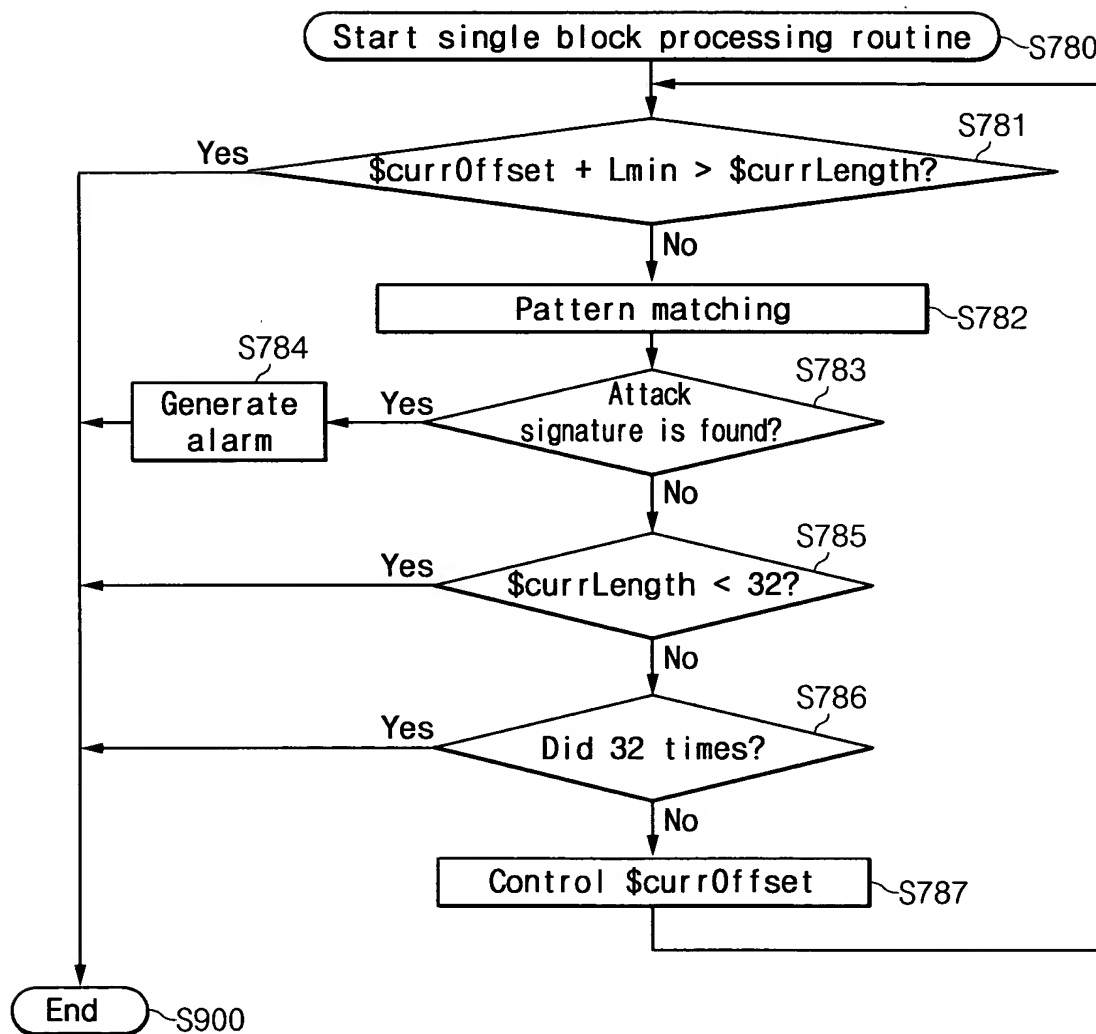 Start single block processing routine
S780
S781
Yes
$currOffset + Lmin > $currLength?
No
Pattern matching
S782
S784
S783
Generate
alarm
Yes
Attack
signature is found?
No
S785
Yes
$currLength < 32?
No
S786
Yes
Did 32 times?
No
Control $currOffset
S787
End
S900